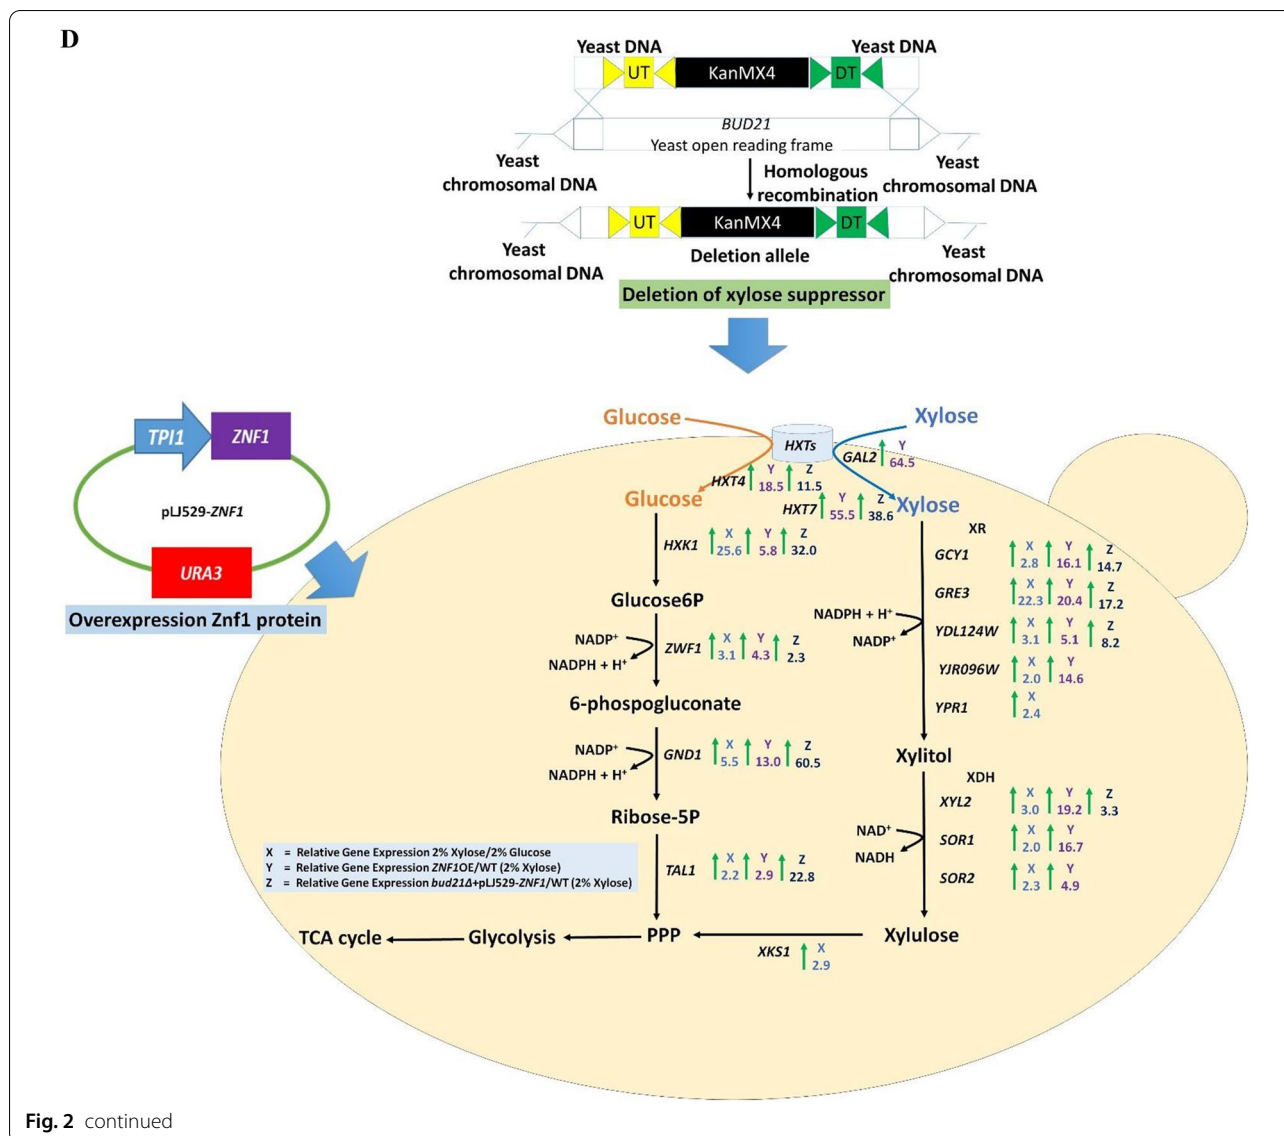 D
Yeast DNA
Yeast DNA
UT
KanMX4
DT
BUD21
Yeast open reading frame
Yeast
chromosomal DNA
Homologous
recombination
Yeast
chromosomal DNA
UT
KanMX4
DT
Yeast
chromosomal DNA
Deletion allele
Yeast
chromosomal DNA
Deletion of xylose suppressor
TPI1
ZNF1
pLJ529-ZNF1
URA3
Overexpression Znf1 protein
Glucose
HXTs
Xylose
GAL2 Y
64.5
HXT4 Y Z
18.5 11.5
HXT7 Y Z
55.5 38.6
Glucose
Xylose
HXK1 X Y Z
25.6 5.8 32.0
Glucose6P
NADP+
NADPH + H+
ZWF1 X Y Z
3.1 4.3 2.3
6-phospogluconate
NADP+
NADPH + H+
GND1 X Y Z
5.5 13.0 60.5
Ribose-5P
TAL1 X Y Z
2.2 2.9 22.8
XR
GCY1 X Y Z
2.8 16.1 14.7
GRE3 X Y Z
22.3 20.4 17.2
NADPH + H+
NADP+
YDL124W X Y Z
3.1 5.1 8.2
YJR096W X Y
2.0 14.6
YPR1 X
2.4
Xylitol
XDH
XYL2 X Y Z
3.0 19.2 3.3
NAD+
NADH
SOR1 X Y
2.0 16.7
SOR2 X Y
2.3 4.9
X = Relative Gene Expression 2% Xylose/2% Glucose
Y = Relative Gene Expression ZNF1OE/WT (2% Xylose)
Z = Relative Gene Expression bud21Δ+pLJ529-ZNF1/WT (2% Xylose)
TCA cycle
Glycolysis
PPP
Xylulose
XKS1 X
2.9
Fig. 2 continued